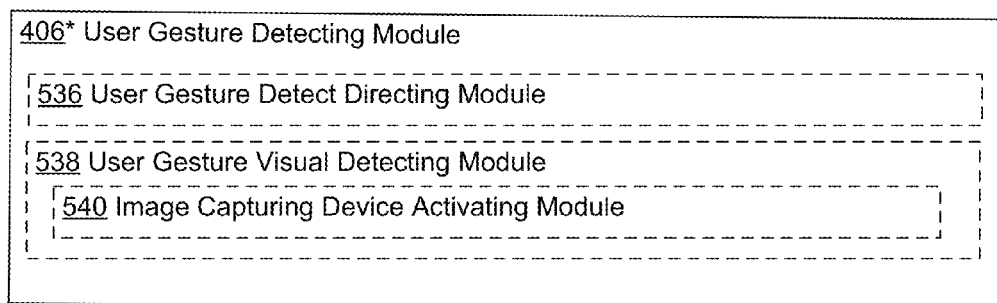 406* User Gesture Detecting Module
536 User Gesture Detect Directing Module
538 User Gesture Visual Detecting Module
540 Image Capturing Device Activating Module